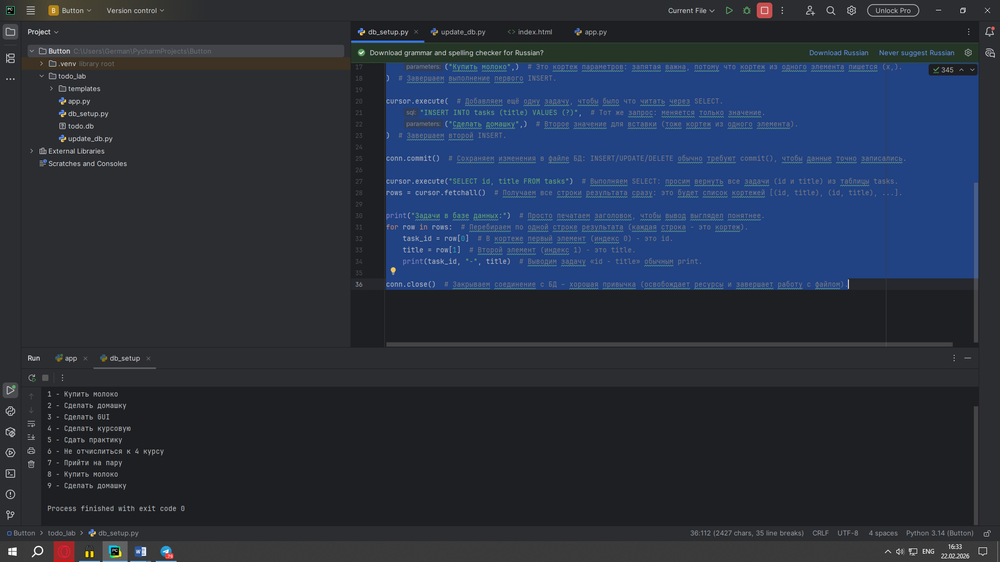 Button
Version control
Current File
Unlock Pro
Project
Button C:\Users\German\PycharmProjects\Button
.venv library root
todo_lab
templates
app.py
db_setup.py
todo.db
update_db.py
External Libraries
Scratches and Consoles
db_setup.py
update_db.py
index.html
app.py
Download grammar and spelling checker for Russian?
Download Russian
Never suggest Russian
345
17 parameters: ("Купить молоко",) # Это кортеж параметров: запятая важна, потому что кортеж из одного элемента пишется (x,).
18 ) # Завершаем выполнение первого INSERT.
19
20 cursor.execute( # Добавляем ещё одну задачу, чтобы было что читать через SELECT.
21 sql: "INSERT INTO tasks (title) VALUES (?)", # Тот же запрос: меняется только значение.
22 parameters: ("Сделать домашку",) # Второе значение для вставки (тоже кортеж из одного элемента).
23 ) # Завершаем второй INSERT.
24
25 conn.commit() # Сохраняем изменения в файле БД: INSERT/UPDATE/DELETE обычно требуют commit(), чтобы данные точно записались.
26
27 cursor.execute("SELECT id, title FROM tasks") # Выполняем SELECT: просим вернуть все задачи (id и title) из таблицы tasks.
28 rows = cursor.fetchall() # Получаем все строки результата сразу: это будет список кортежей [(id, title), (id, title), ...].
29
30 print("Задачи в базе данных:") # Просто печатаем заголовок, чтобы вывод выглядел понятнее.
31 for row in rows: # Перебираем по одной строке результата (каждая строка - это кортеж).
32 task_id = row[0] # В кортеже первый элемент (индекс 0) - это id.
33 title = row[1] # Второй элемент (индекс 1) - это title.
34 print(task_id, "-", title) # Выводим задачу «id - title» обычным print.
35
36 conn.close() # Закрываем соединение с БД – хорошая привычка (освобождает ресурсы и завершает работу с файлом).
Run
app
db_setup
1 - Купить молоко
2 - Сделать домашку
3 - Сделать GUI
4 - Сделать курсовую
5 - Сдать практику
6 - Не отчислиться к 4 курсу
7 - Прийти на пару
8 - Купить молоко
9 - Сделать домашку
Process finished with exit code 0
Button
todo_lab
db_setup.py
36:112 (2427 chars, 35 line breaks)
CRLF
UTF-8
4 spaces
Python 3.14 (Button)
79
ENG
16:33
22.02.2026